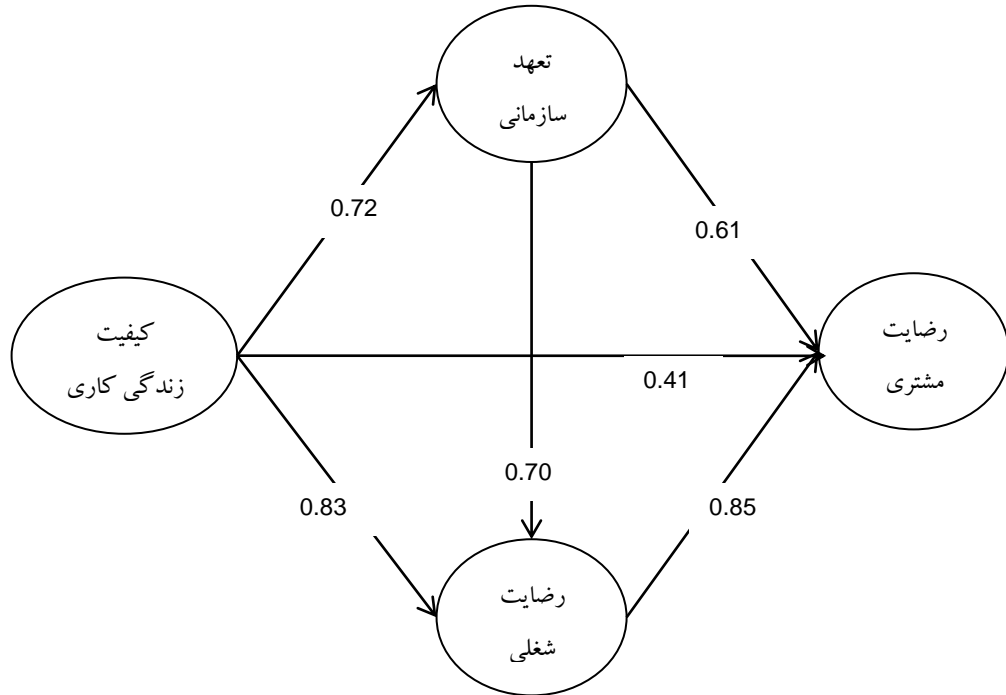 تعهد
سازمانی
0.72
0.61
کیفیت
زندگی کاری
رضایت
مشتری
0.41
0.70
0.83
0.85
رضایت
شغلی